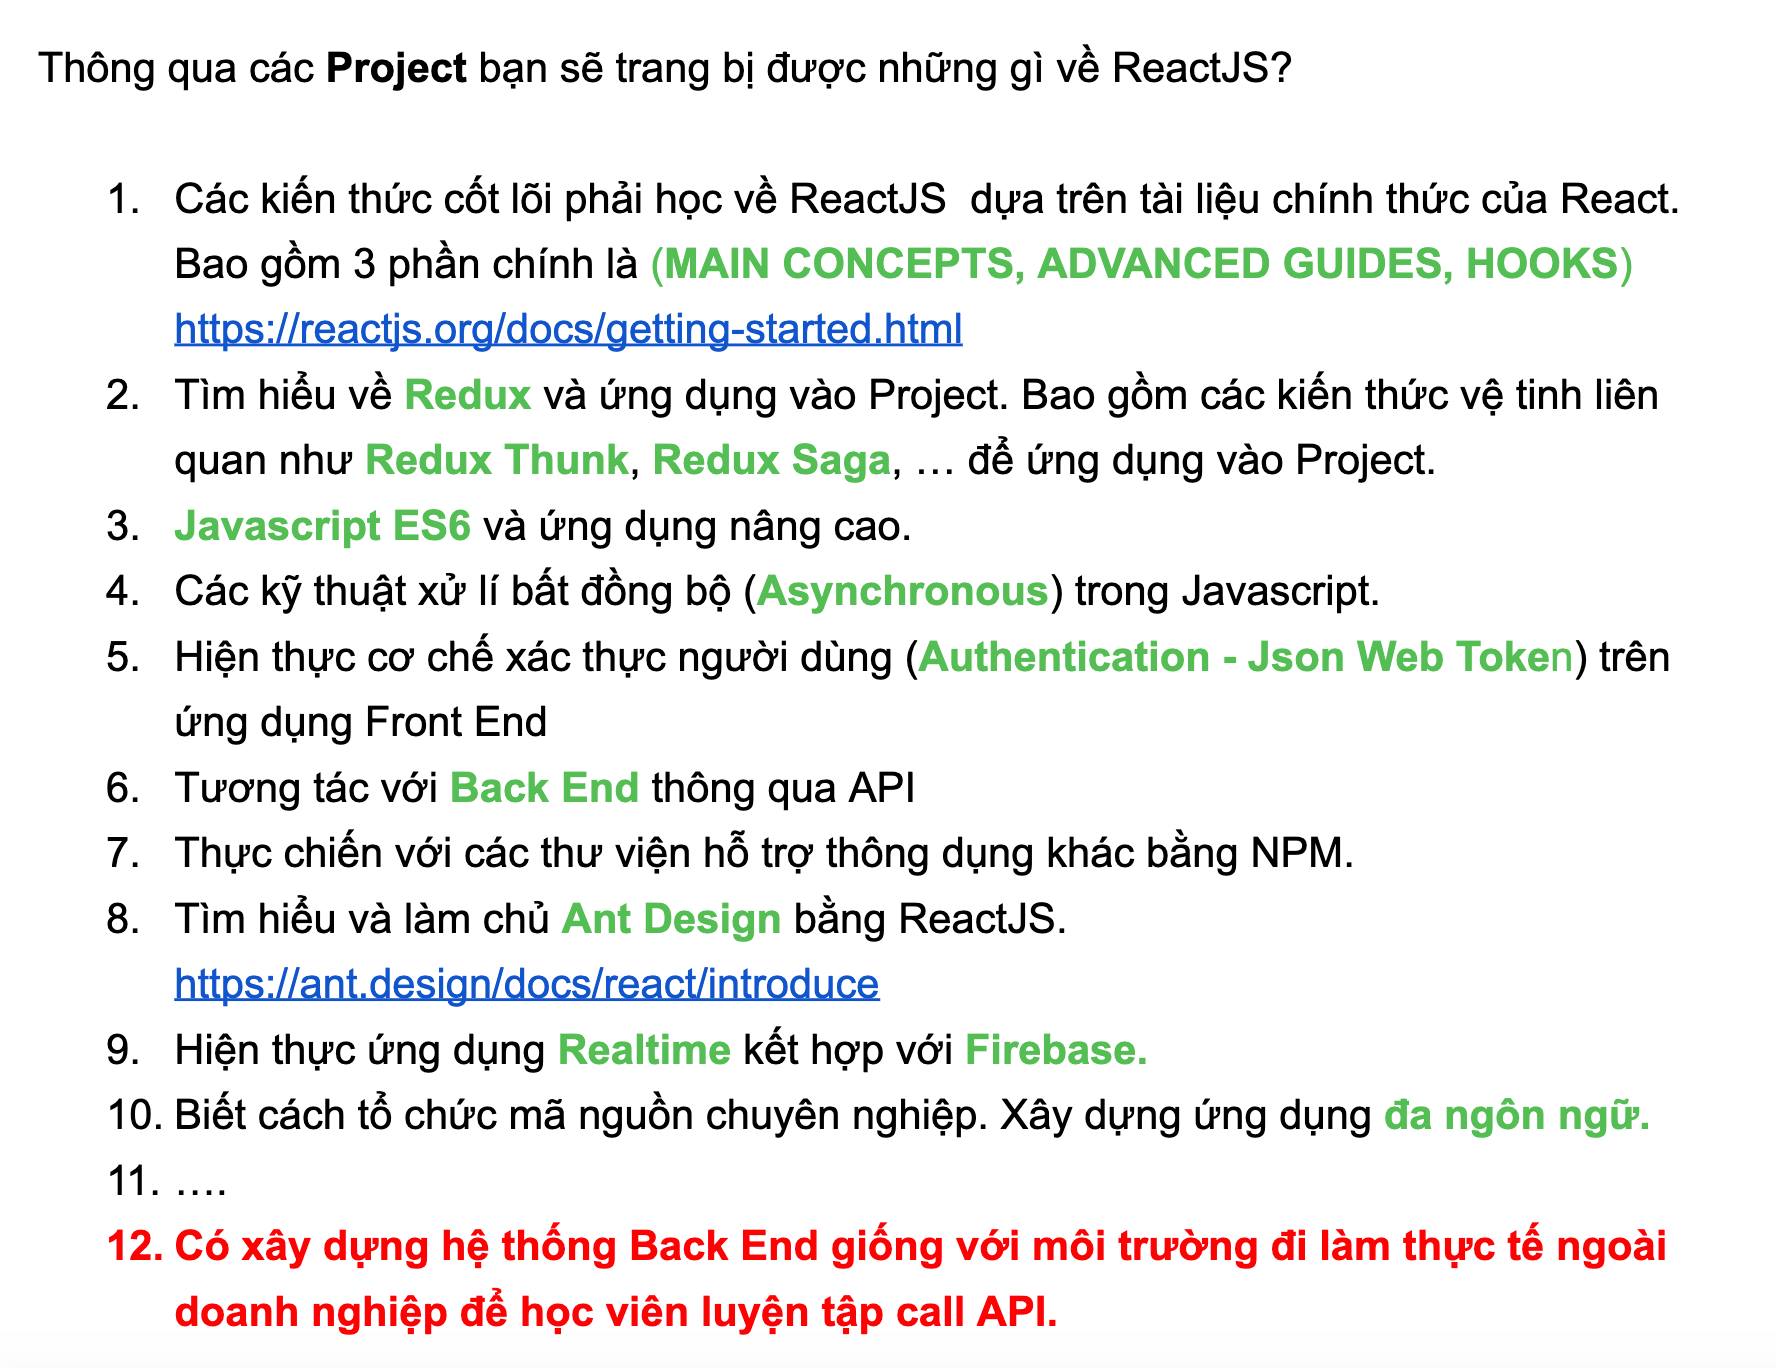 Thông qua các Project bạn sẽ trang bị được những gì về ReactJS?
1. Các kiến thức cốt lõi phải học về ReactJS  dựa trên tài liệu chính thức của React.
Bao gồm 3 phần chính là (MAIN CONCEPTS, ADVANCED GUIDES, HOOKS)
https://reactjs.org/docs/getting-started.html
2. Tìm hiểu về Redux và ứng dụng vào Project. Bao gồm các kiến thức vệ tinh liên
quan như Redux Thunk, Redux Saga, … để ứng dụng vào Project.
3. Javascript ES6 và ứng dụng nâng cao.
4. Các kỹ thuật xử lí bất đồng bộ (Asynchronous) trong Javascript.
5. Hiện thực cơ chế xác thực người dùng (Authentication - Json Web Token) trên
ứng dụng Front End
6. Tương tác với Back End thông qua API
7. Thực chiến với các thư viện hỗ trợ thông dụng khác bằng NPM.
8. Tìm hiểu và làm chủ Ant Design bằng ReactJS.
https://ant.design/docs/react/introduce
9. Hiện thực ứng dụng Realtime kết hợp với Firebase.
10. Biết cách tổ chức mã nguồn chuyên nghiệp. Xây dựng ứng dụng đa ngôn ngữ.
11. ….
12. Có xây dựng hệ thống Back End giống với môi trường đi làm thực tế ngoài
doanh nghiệp để học viên luyện tập call API.